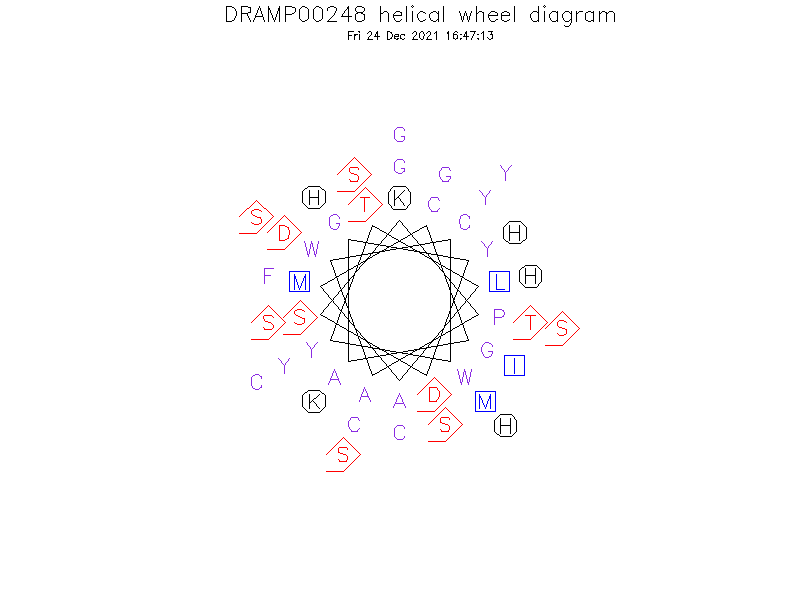 DRAMP00248 helical wheel diagram
Fri 24 Dec 2021 16:47:13
G
S G G Y
H T K C Y
S G C
D H
W Y
F M L H
S S P T S
Y G
Y I
C A W
K A A D M
C C S H
S